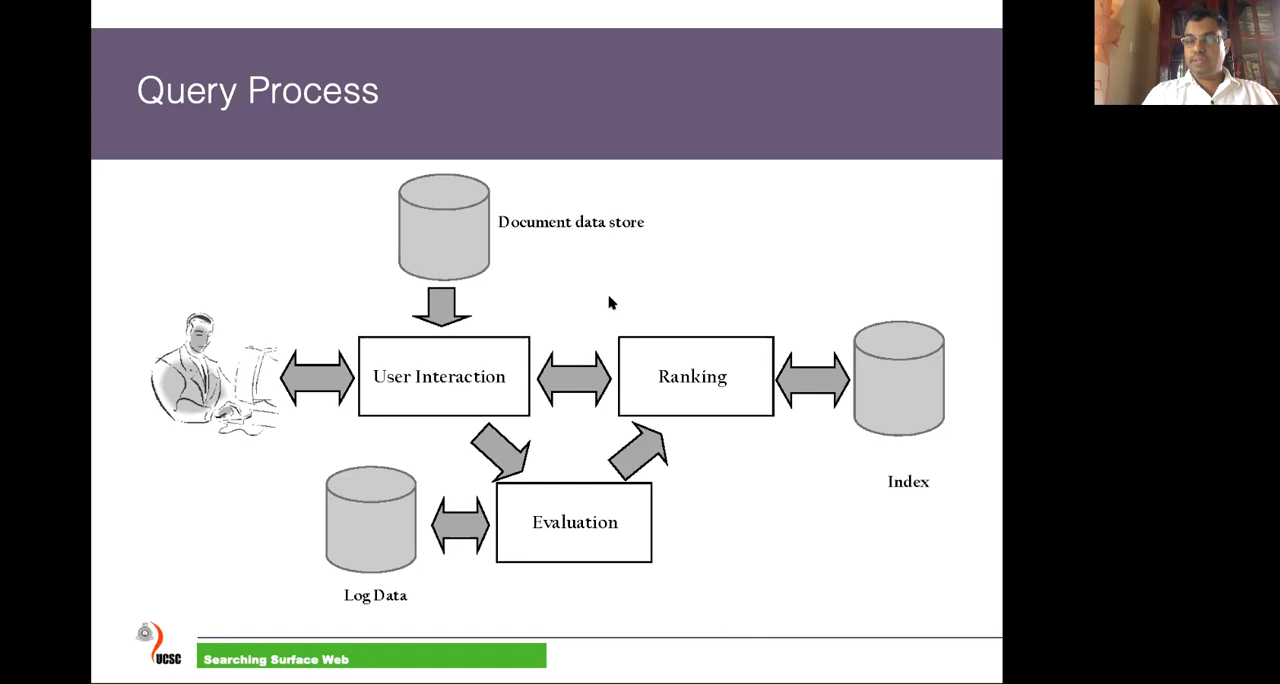 Query Process
Document data store
User Interaction
Ranking
Index
Evaluation
Log Data
UCSC
Searching Surface Web